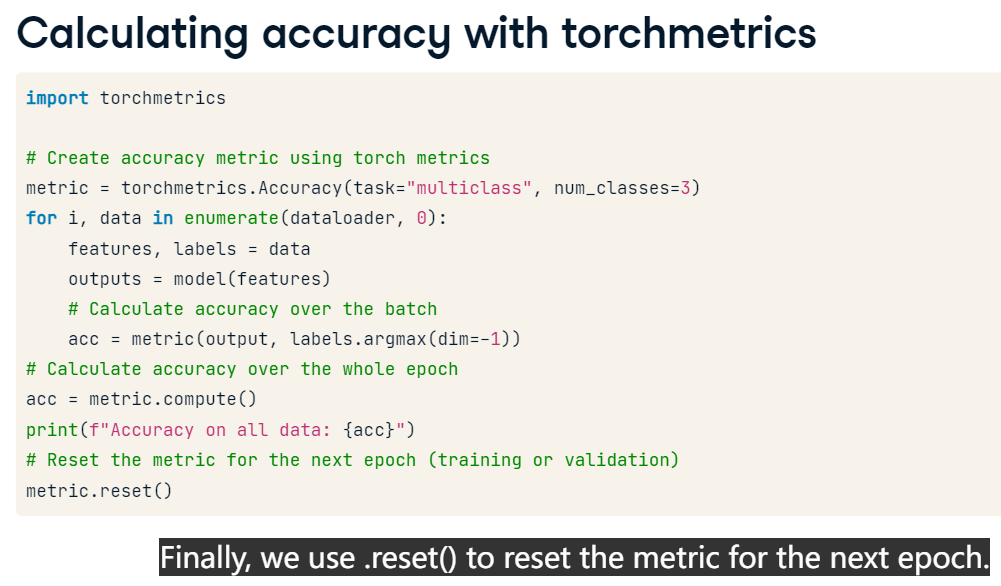 Calculating accuracy with torchmetrics
import torchmetrics
# Create accuracy metric using torch metrics
metric = torchmetrics.Accuracy(task="multiclass", num_classes=3)
for i, data in enumerate(dataloader, 0):
    features, labels = data
    outputs = model(features)
    # Calculate accuracy over the batch
    acc = metric(output, labels.argmax(dim=-1))
# Calculate accuracy over the whole epoch
acc = metric.compute()
print(f"Accuracy on all data: {acc}")
# Reset the metric for the next epoch (training or validation)
metric.reset()
Finally, we use .reset() to reset the metric for the next epoch.